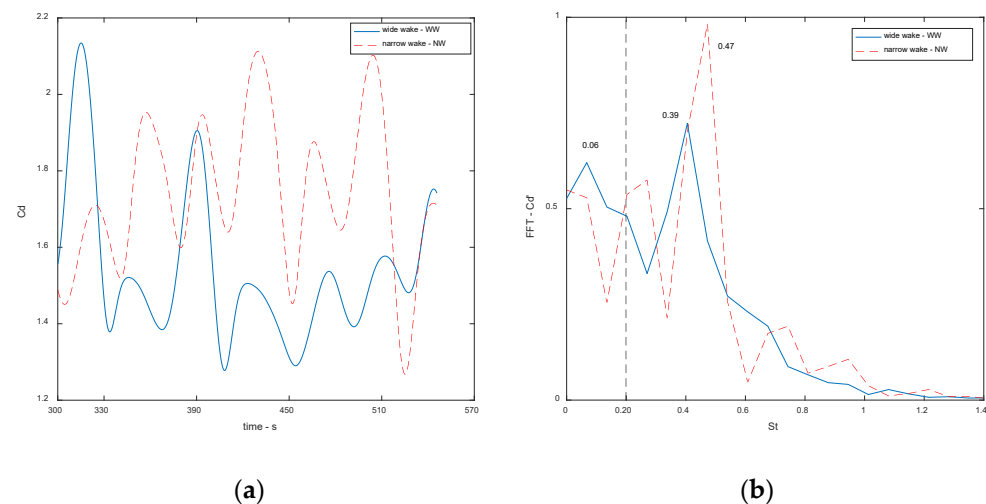 2.2
2
1.8
1.6
1.4
1.2
Cd
300
330
390
450
510
570
time - s
wide wake - WW
narrow wake - NW
(a)
1
0.5
0
FFT - Cd'
0
0.20
0.4
0.6
0.8
1
1.2
1.4
St
wide wake - WW
narrow wake - NW
0.06
0.39
0.47
(b)